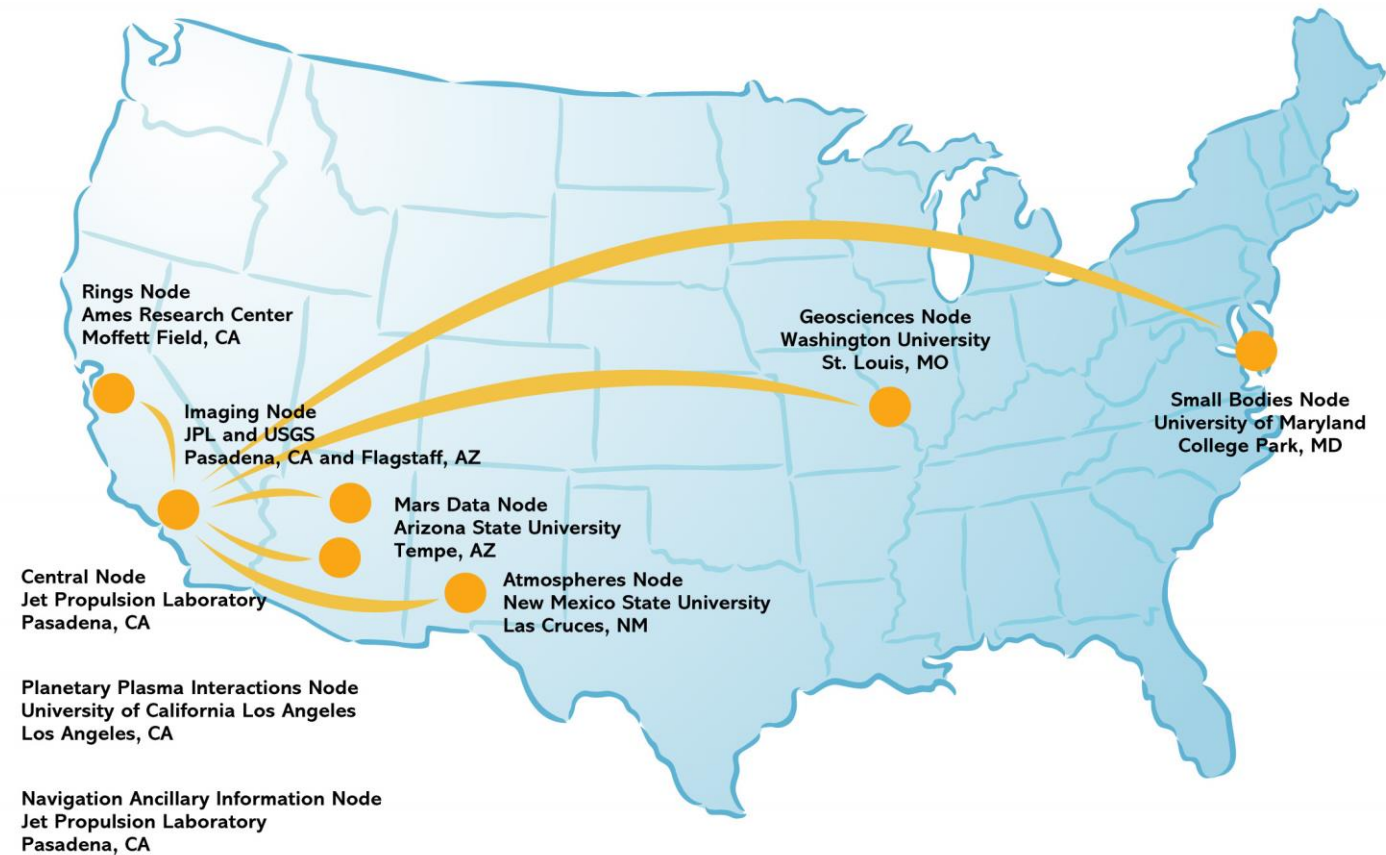 Rings Node
Ames Research Center
Moffett Field, CA
Geosciences Node
Washington University
St. Louis, MO
Small Bodies Node
University of Maryland
College Park, MD
Imaging Node
JPL and USGS
Pasadena, CA and Flagstaff, AZ
Mars Data Node
Arizona State University
Tempe, AZ
Central Node
Jet Propulsion Laboratory
Pasadena, CA
Atmospheres Node
New Mexico State University
Las Cruces, NM
Planetary Plasma Interactions Node
University of California Los Angeles
Los Angeles, CA
Navigation Ancillary Information Node
Jet Propulsion Laboratory
Pasadena, CA